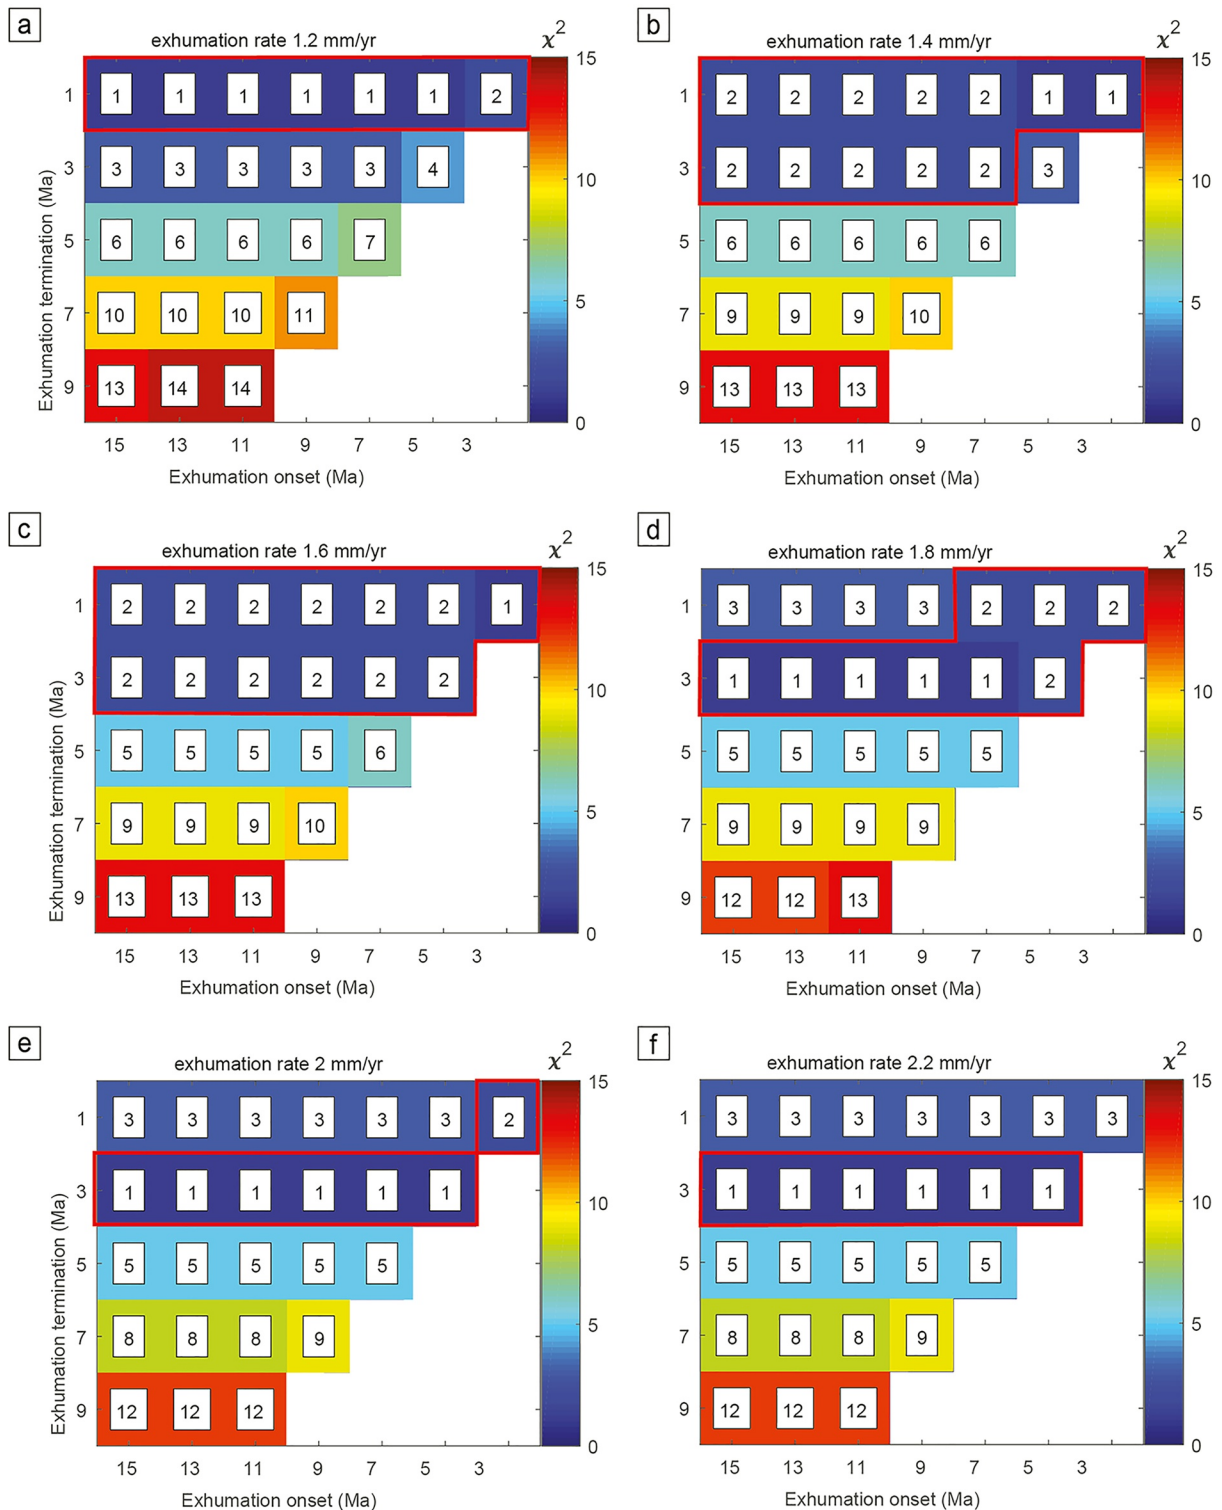 a
exhumation rate 1.2 mm/yr
χ²
15
10
5
0
Exhumation termination (Ma)
1 1 1 1 1 1 1 2
3 3 3 3 3 3 4
5 6 6 6 6 7
7 10 10 10 11
9 13 14 14
15 13 11 9 7 5 3
Exhumation onset (Ma)
b
exhumation rate 1.4 mm/yr
χ²
15
10
5
0
1 2 2 2 2 2 1 1
3 2 2 2 2 2 3
5 6 6 6 6 6
7 9 9 9 10
9 13 13 13
15 13 11 9 7 5 3
Exhumation onset (Ma)
c
exhumation rate 1.6 mm/yr
χ²
15
10
5
0
Exhumation termination (Ma)
1 2 2 2 2 2 2 1
3 2 2 2 2 2 2
5 5 5 5 5 6
7 9 9 9 10
9 13 13 13
15 13 11 9 7 5 3
Exhumation onset (Ma)
d
exhumation rate 1.8 mm/yr
χ²
15
10
5
0
1 3 3 3 3 2 2 2
3 1 1 1 1 1 2
5 5 5 5 5 5
7 9 9 9 9
9 12 12 13
15 13 11 9 7 5 3
Exhumation onset (Ma)
e
exhumation rate 2 mm/yr
χ²
15
10
5
0
Exhumation termination (Ma)
1 3 3 3 3 3 3 2
3 1 1 1 1 1 1
5 5 5 5 5 5
7 8 8 8 9
9 12 12 12
15 13 11 9 7 5 3
Exhumation onset (Ma)
f
exhumation rate 2.2 mm/yr
χ²
15
10
5
0
1 3 3 3 3 3 3 3
3 1 1 1 1 1 1
5 5 5 5 5 5
7 8 8 8 9
9 12 12 12
15 13 11 9 7 5 3
Exhumation onset (Ma)